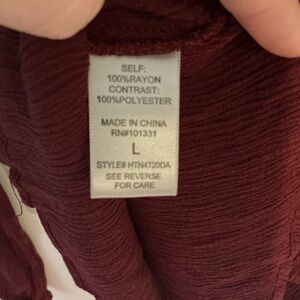 SELF:
100%RAYON
CONTRAST:
100%POLYESTER
MADE IN CHINA
RN#101331
L
STYLE# HTN4720DA
SEE REVERSE
FOR CARE